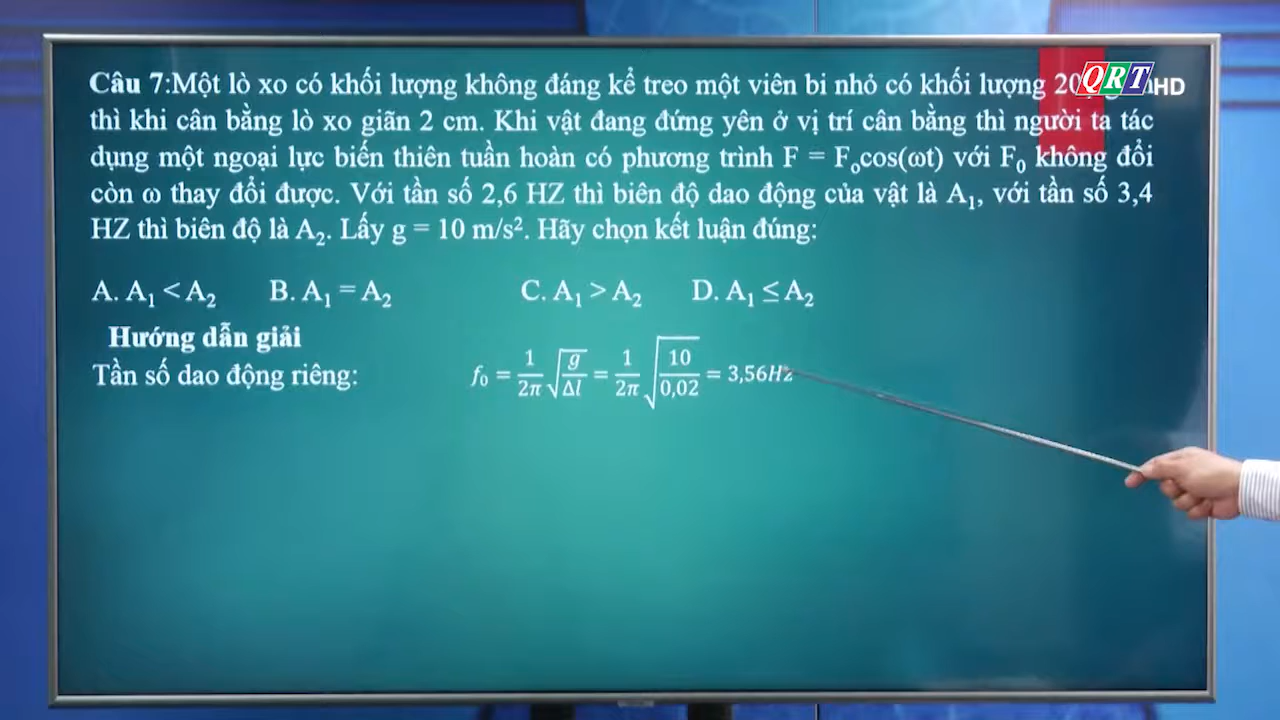 QRT HD
Câu 7:Một lò xo có khối lượng không đáng kể treo một viên bi nhỏ có khối lượng
thì khi cân bằng lò xo giãn 2 cm. Khi vật đang đứng yên ở vị trí cân bằng thì người ta tác
dụng một ngoại lực biến thiên tuần hoàn có phương trình F = F₀cos(ωt) với F₀ không đổi
còn ω thay đổi được. Với tần số 2,6 HZ thì biên độ dao động của vật là A₁, với tần số 3,4
HZ thì biên độ là A₂. Lấy g = 10 m/s². Hãy chọn kết luận đúng:
A. A₁ < A₂ B. A₁ = A₂ C. A₁ > A₂ D. A₁ ≤ A₂
Hướng dẫn giải
Tần số dao động riêng: f₀ = 1/2π √(g/Δl) = 1/2π √(10/0,02) = 3,56Hz